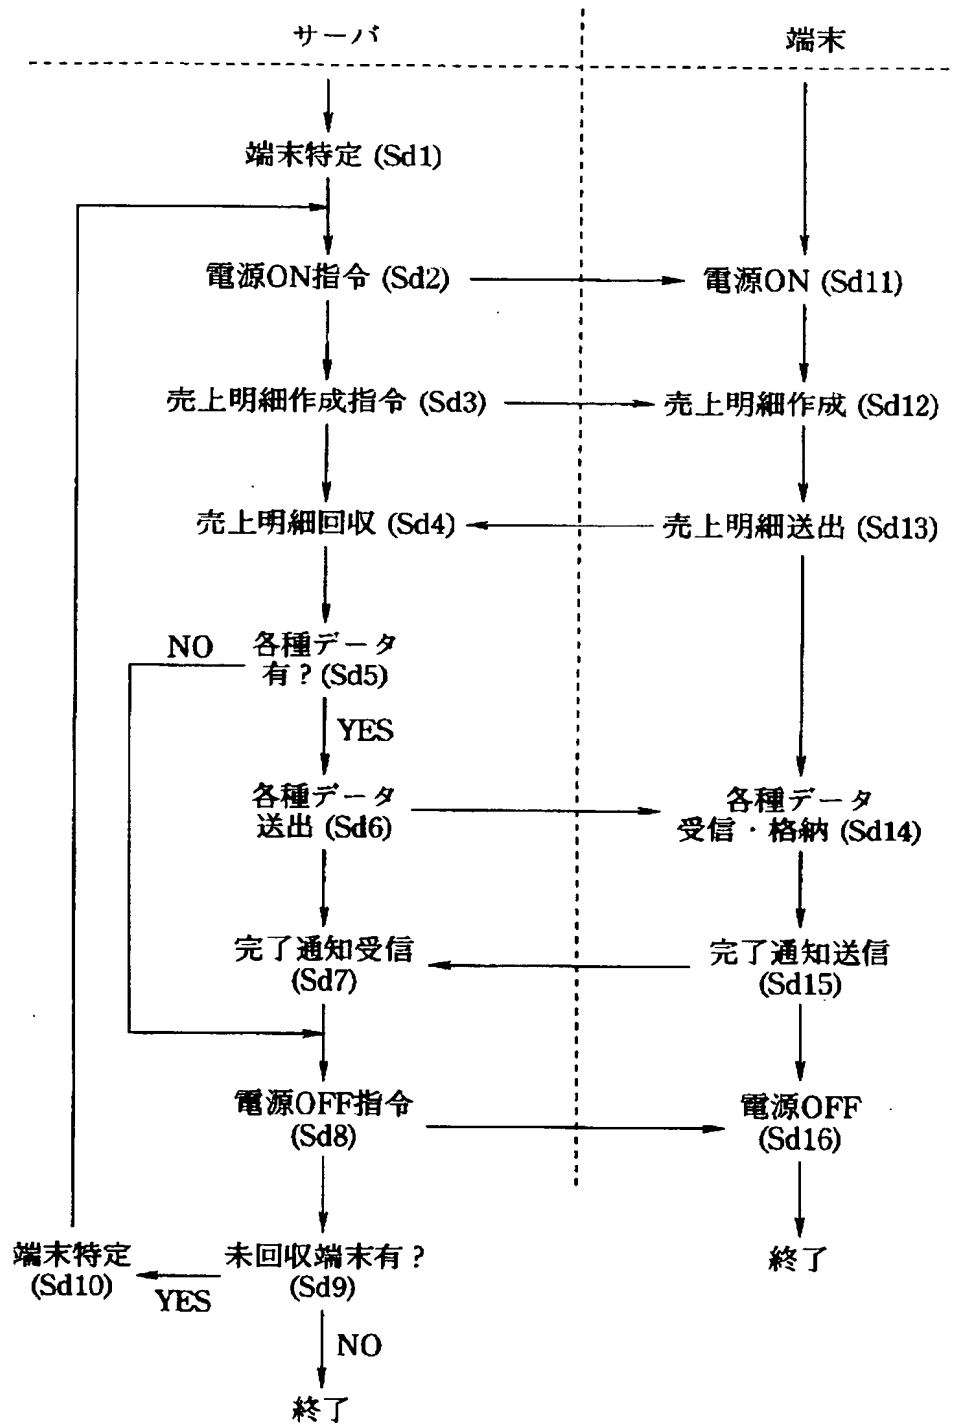 サーバ
端末
端末特定 (Sd1)
電源ON指令 (Sd2)
電源ON (Sd11)
売上明細作成指令 (Sd3)
売上明細作成 (Sd12)
売上明細回収 (Sd4)
売上明細送出 (Sd13)
NO
各種データ
有？(Sd5)
YES
各種データ
送出 (Sd6)
各種データ
受信・格納 (Sd14)
完了通知受信
(Sd7)
完了通知送信
(Sd15)
電源OFF指令
(Sd8)
電源OFF
(Sd16)
端末特定
(Sd10)
YES
未回収端末有？
(Sd9)
終了
NO
終了